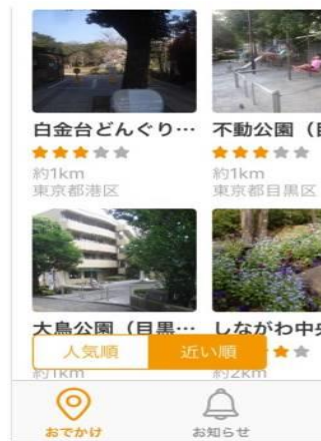 白金台どんぐり…
不動公園（目
約1km
東京都港区
約1km
東京都目黒区
大鳥公園（目黒…
しながわ中央
人気順
近い順
約1km
約2km
おでかけ
お知らせ